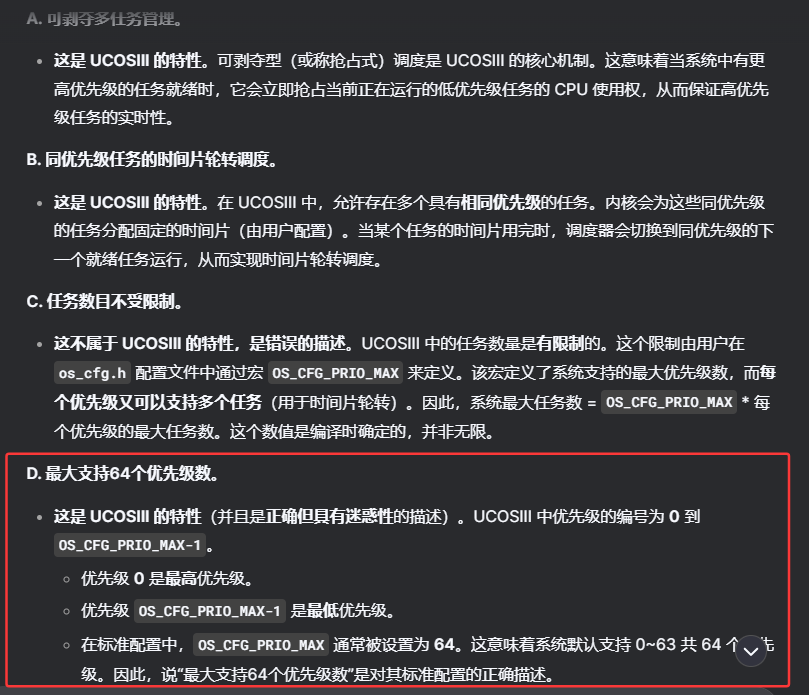 A. 可剥夺多任务管理。
这是 UCOSIII 的特性。可剥夺型（或称抢占式）调度是 UCOSIII 的核心机制。这意味着当系统中有更
高优先级的任务就绪时，它会立即抢占当前正在运行的低优先级任务的 CPU 使用权，从而保证高优先
级任务的实时性。
B. 同优先级任务的时间片轮转调度。
这是 UCOSIII 的特性。在 UCOSIII 中，允许存在多个具有相同优先级的任务。内核会为这些同优先级
的任务分配固定的时间片（由用户配置）。当某个任务的时间片用完时，调度器会切换到同优先级的下
一个就绪任务运行，从而实现时间片轮转调度。
C. 任务数目不受限制。
这不属于 UCOSIII 的特性，是错误的描述。UCOSIII 中的任务数量是有限制的。这个限制由用户在
os_cfg.h 配置文件中通过宏 OS_CFG_PRIO_MAX 来定义。该宏定义了系统支持的最大优先级数，而每
个优先级又可以支持多个任务（用于时间片轮转）。因此，系统最大任务数 = OS_CFG_PRIO_MAX * 每
个优先级的最大任务数。这个数值是编译时确定的，并非无限。
D. 最大支持64个优先级数。
这是 UCOSIII 的特性（并且是正确但具有迷惑性的描述）。UCOSIII 中优先级的编号为 0 到
OS_CFG_PRIO_MAX-1。
优先级 0 是最高优先级。
优先级 OS_CFG_PRIO_MAX-1 是最低优先级。
在标准配置中，OS_CFG_PRIO_MAX 通常被设置为 64。这意味着系统默认支持 0~63 共 64 个先
级。因此，说“最大支持64个优先级数”是对其标准配置的正确描述。